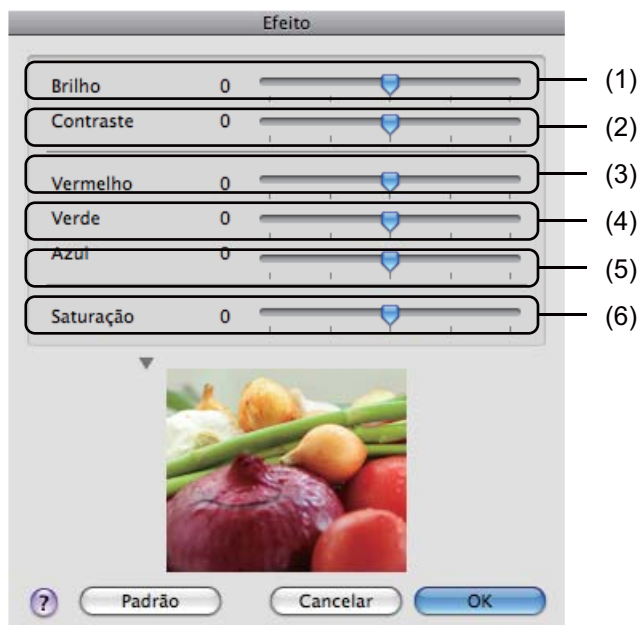 Efeito
Brilho 0 (1)
Contraste 0 (2)
Vermelho 0 (3)
Verde 0 (4)
Azul 0 (5)
Saturação 0 (6)
? Padrão Cancelar OK